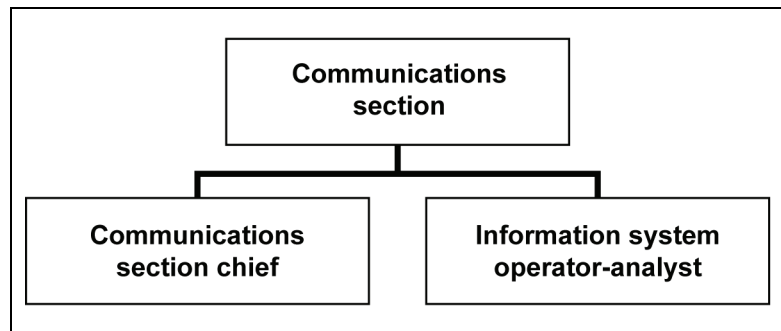 Communications
section
Communications
section chief
Information system
operator-analyst